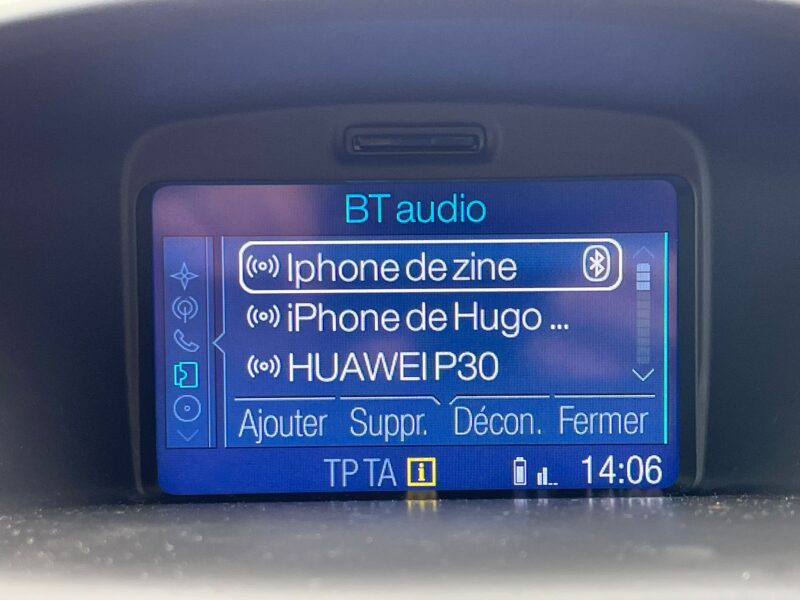 BT audio
Iphone de zine
iPhone de Hugo ...
HUAWEI P30
Ajouter Suppr. Décon. Fermer
TP TA i 14:06